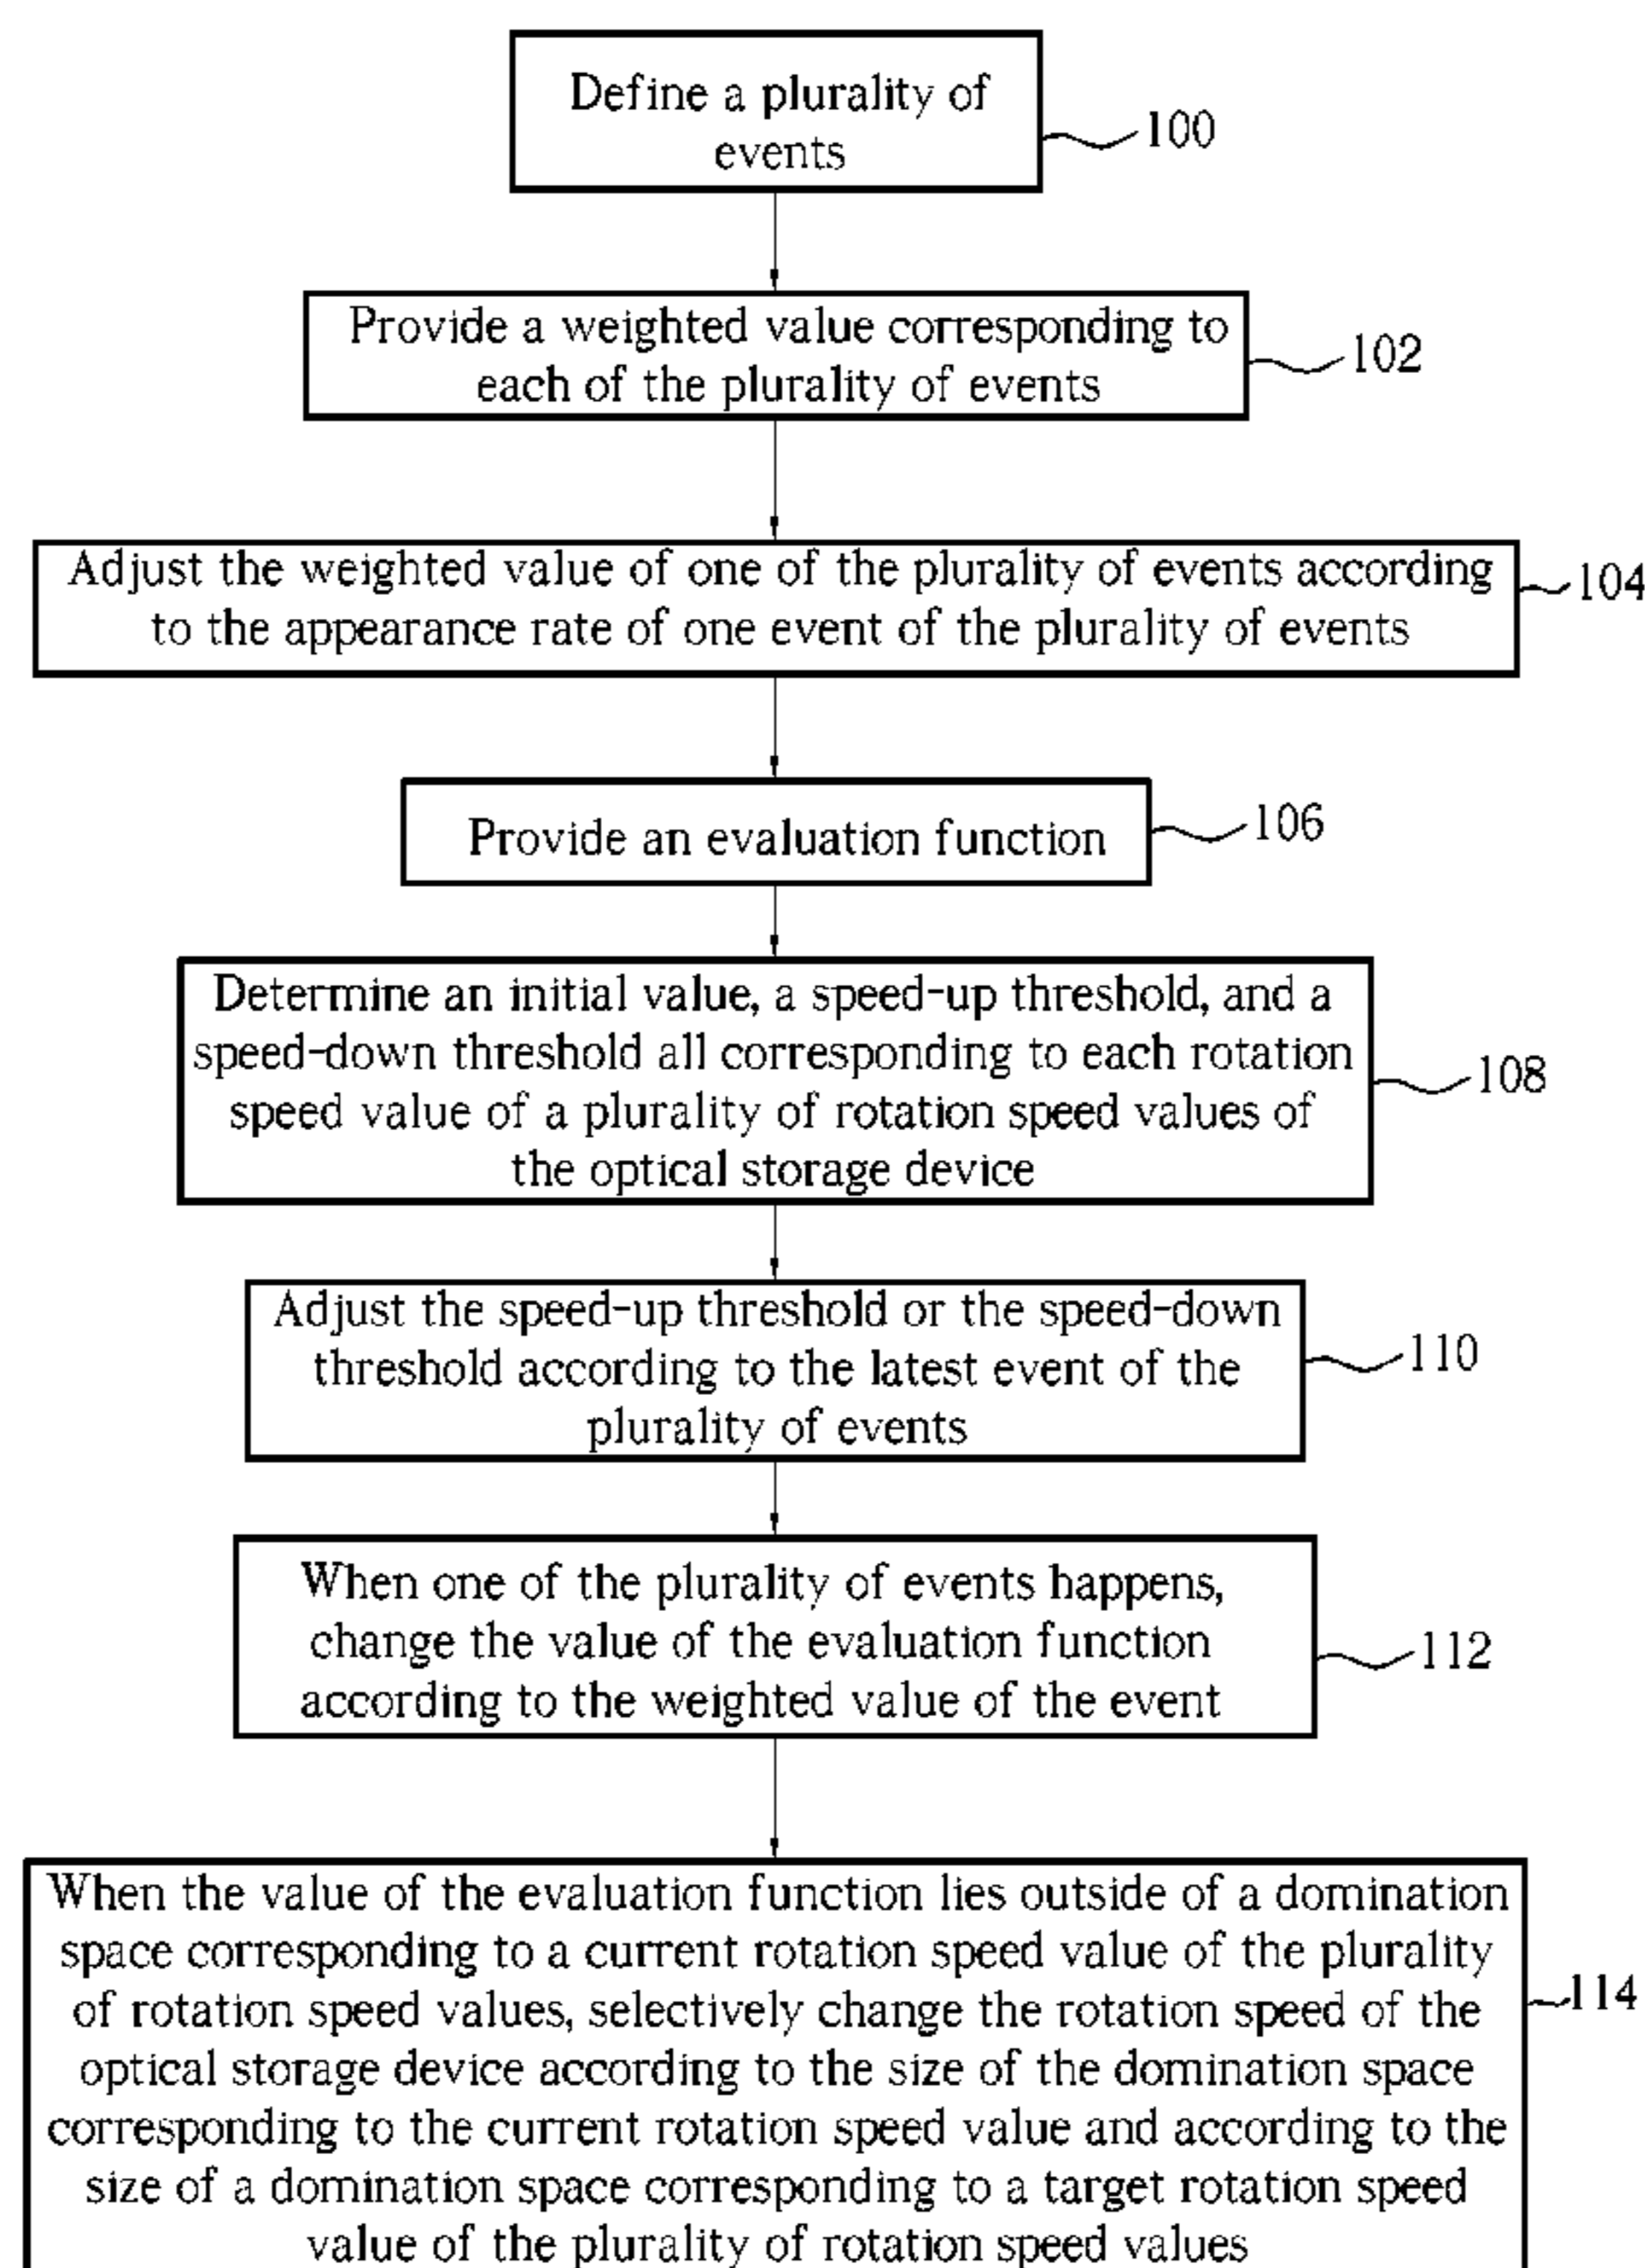 Define a plurality of
events
100
Provide a weighted value corresponding to
each of the plurality of events
102
Adjust the weighted value of one of the plurality of events according
to the appearance rate of one event of the plurality of events
104
Provide an evaluation function
106
Determine an initial value, a speed-up threshold, and a
speed-down threshold all corresponding to each rotation
speed value of a plurality of rotation speed values of
the optical storage device
108
Adjust the speed-up threshold or the speed-down
threshold according to the latest event of the
plurality of events
110
When one of the plurality of events happens,
change the value of the evaluation function
according to the weighted value of the event
112
When the value of the evaluation function lies outside of a domination
space corresponding to a current rotation speed value of the plurality
of rotation speed values, selectively change the rotation speed of the
optical storage device according to the size of the domination space
corresponding to the current rotation speed value and according to the
size of a domination space corresponding to a target rotation speed
value of the plurality of rotation speed values
114